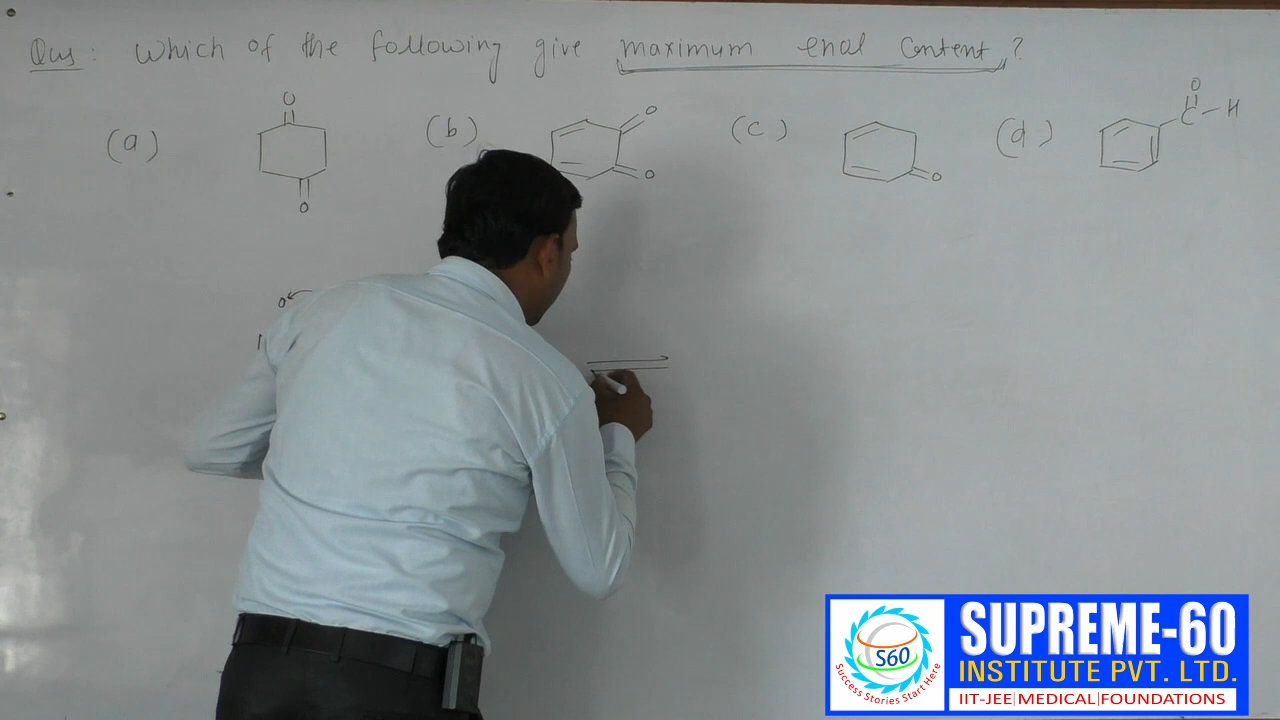 Ques : Which of the following give maximum enol content ?
(a) (b) (c) (d)
O O O O O C H
O
O
SUPREME-60
INSTITUTE PVT. LTD.
IIT-JEE|MEDICAL|FOUNDATIONS
S60
Success Stories Start Here